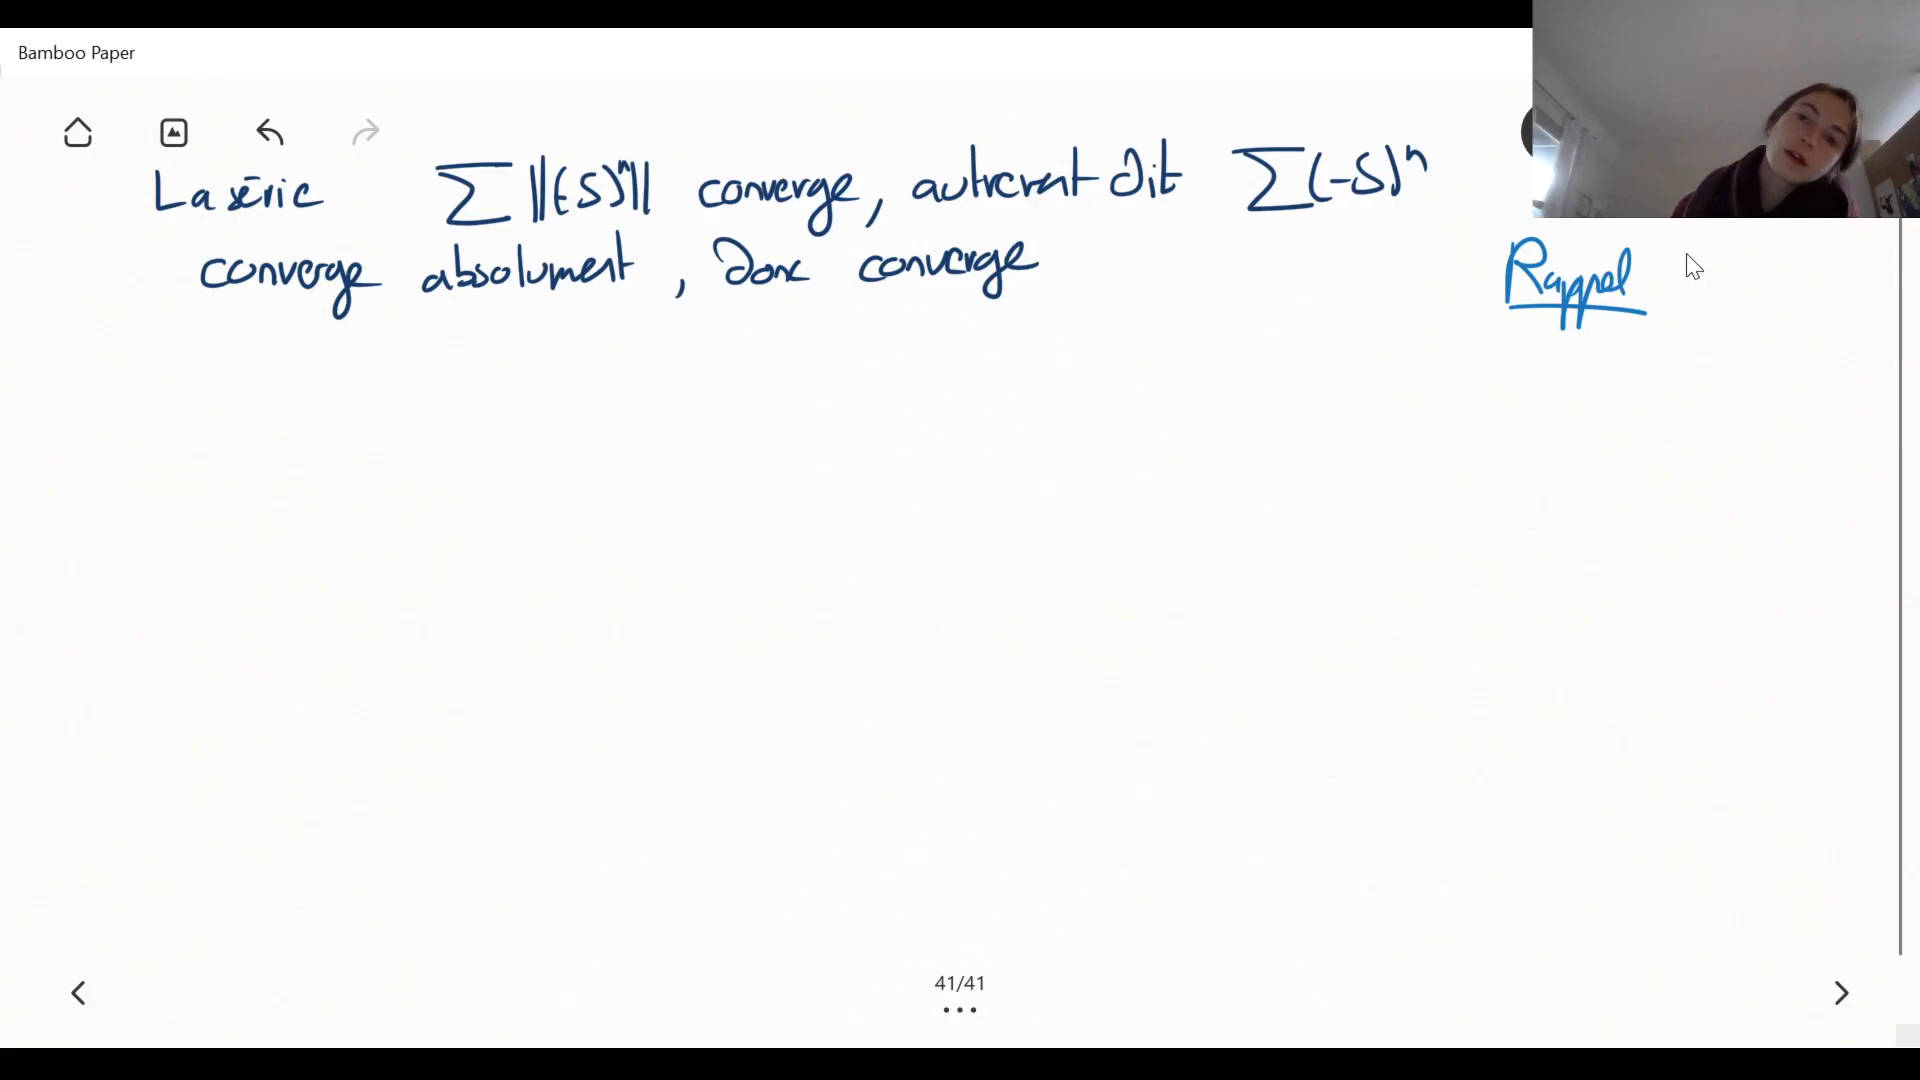 Bamboo Paper
La série ∑ ||(-S)ⁿ|| converge, autrement dit ∑(-S)ⁿ
converge absolument, donc converge
Rappel
41/41